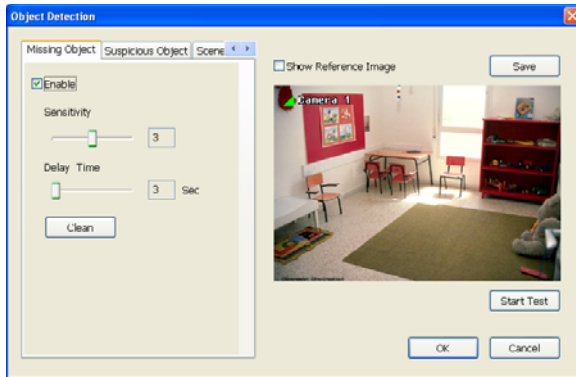 Object Detection
Missing Object
Suspicious Object
Scene
Enable
Sensitivity
3
Delay Time
3 Sec
Clean
Show Reference Image
Save
Camera 1
Start Test
OK
Cancel